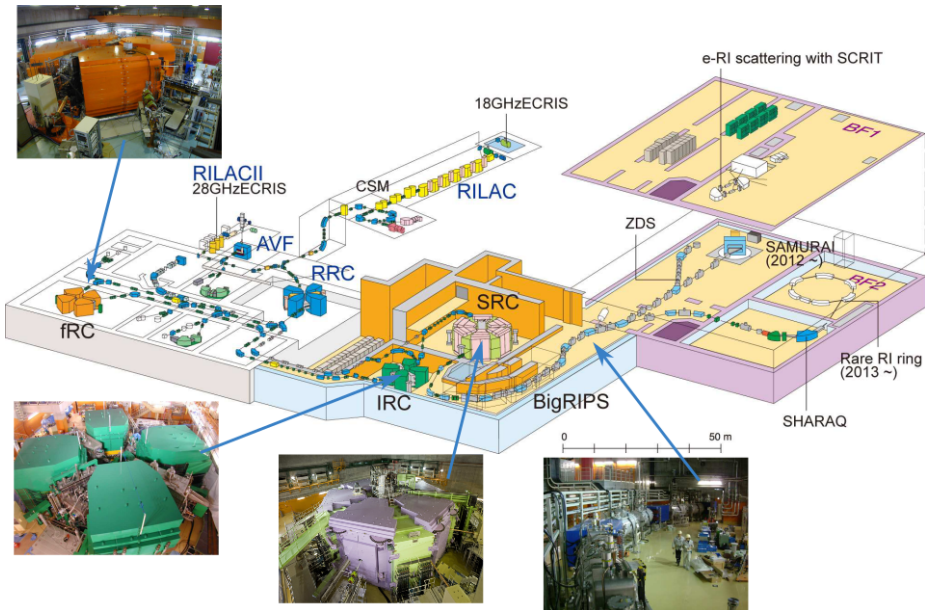 e-RI scattering with SCRIT
18GHzECRIS
BF1
RILACII
28GHzECRIS
CSM
RILAC
AVF
ZDS
SAMURAI
(2012 ~)
RRC
BF2
SRC
fRC
Rare RI ring
(2013 ~)
IRC
BigRIPS
SHARAQ
0
50 m